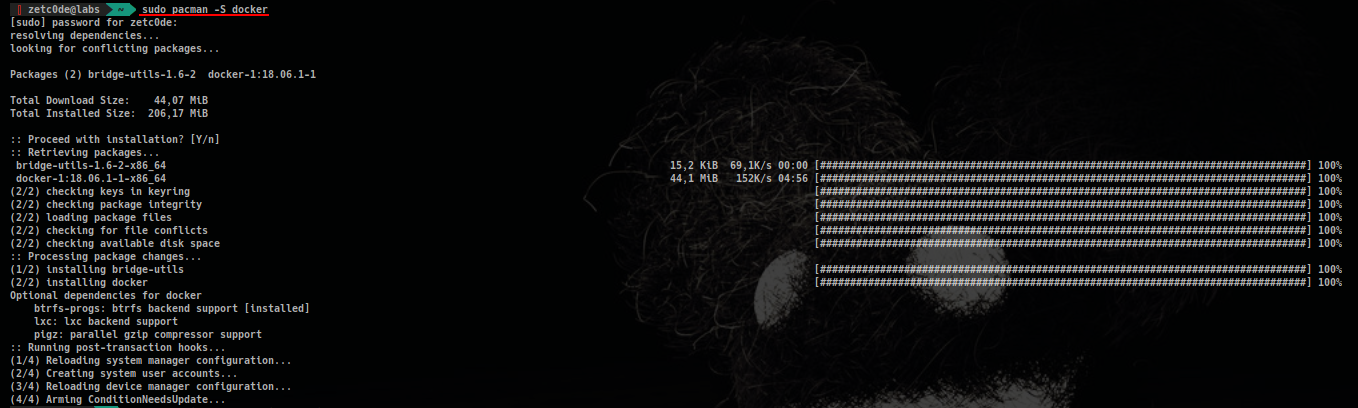 zetc0de@labs ~ sudo pacman -S docker
[sudo] password for zetc0de:
resolving dependencies...
looking for conflicting packages...
Packages (2) bridge-utils-1.6-2  docker-1:18.06.1-1
Total Download Size:    44,07 MiB
Total Installed Size:  206,17 MiB
:: Proceed with installation? [Y/n]
:: Retrieving packages...
bridge-utils-1.6-2-x86_64 15,2 KiB  69,1K/s 00:00 [#################################################################################] 100%
docker-1:18.06.1-1-x86_64 44,1 MiB   152K/s 04:56 [#################################################################################] 100%
(2/2) checking keys in keyring [#################################################################################] 100%
(2/2) checking package integrity [#################################################################################] 100%
(2/2) loading package files [#################################################################################] 100%
(2/2) checking for file conflicts [#################################################################################] 100%
(2/2) checking available disk space [#################################################################################] 100%
:: Processing package changes...
(1/2) installing bridge-utils [#################################################################################] 100%
(2/2) installing docker [#################################################################################] 100%
Optional dependencies for docker
    btrfs-progs: btrfs backend support [installed]
    lxc: lxc backend support
    pigz: parallel gzip compressor support
:: Running post-transaction hooks...
(1/4) Reloading system manager configuration...
(2/4) Creating system user accounts...
(3/4) Reloading device manager configuration...
(4/4) Arming ConditionNeedsUpdate...